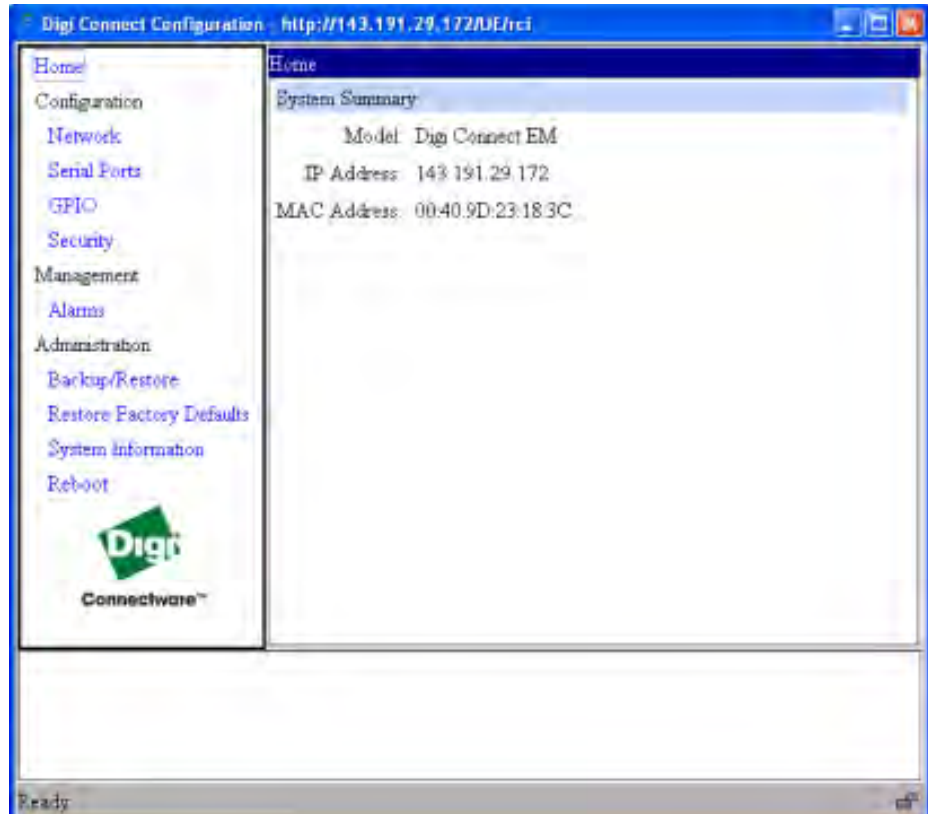 Digi Connect Configuration - http://143.191.29.172/UE/rci
Home
Configuration
Network
Serial Ports
GPIO
Security
Management
Alarms
Administration
Backup/Restore
Restore Factory Defaults
System Information
Reboot
Digi
Connectware™
Home
System Summary
Model: Digi Connect EM
IP Address: 143.191.29.172
MAC Address: 00:40:9D:23:18:3C
Ready